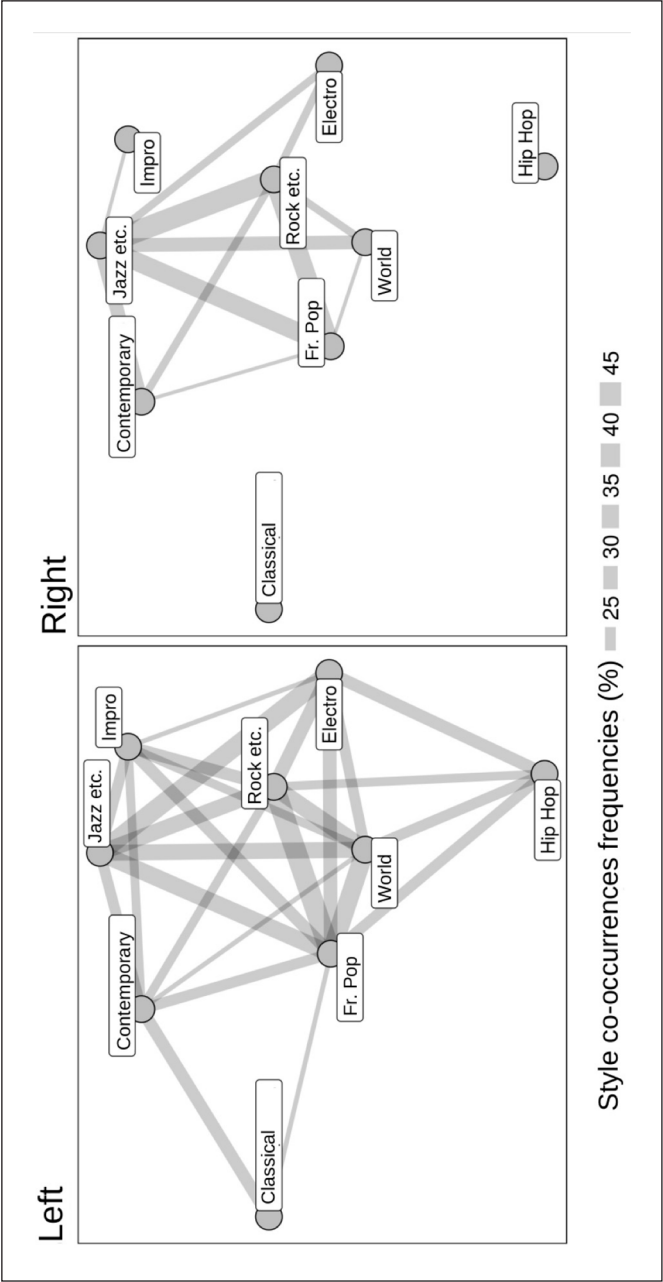 Left
Jazz etc.
Impro
Contemporary
Rock etc.
Classical
Electro
Fr. Pop
World
Hip Hop
Right
Jazz etc.
Impro
Contemporary
Rock etc.
Electro
Classical
Fr. Pop
World
Hip Hop
Style co-occurrences frequencies (%) 25 30 35 40 45